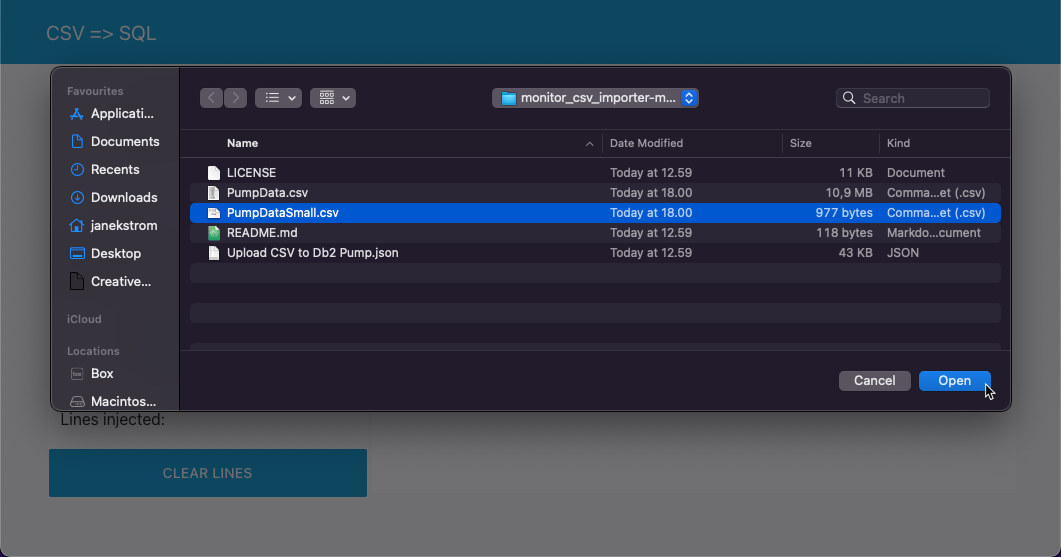 CSV => SQL
Favourites
Applicati...
Documents
Recents
Downloads
janekstrom
Desktop
Creative...
iCloud
Locations
Box
Macintos...
monitor_csv_importer-m...
Search
Name Date Modified Size Kind
LICENSE Today at 12.59 11 KB Document
PumpData.csv Today at 18.00 10,9 MB Comma...et (.csv)
PumpDataSmall.csv Today at 18.00 977 bytes Comma...et (.csv)
README.md Today at 12.59 118 bytes Markdo...cument
Upload CSV to Db2 Pump.json Today at 12.59 43 KB JSON
Cancel Open
Lines injected:
CLEAR LINES